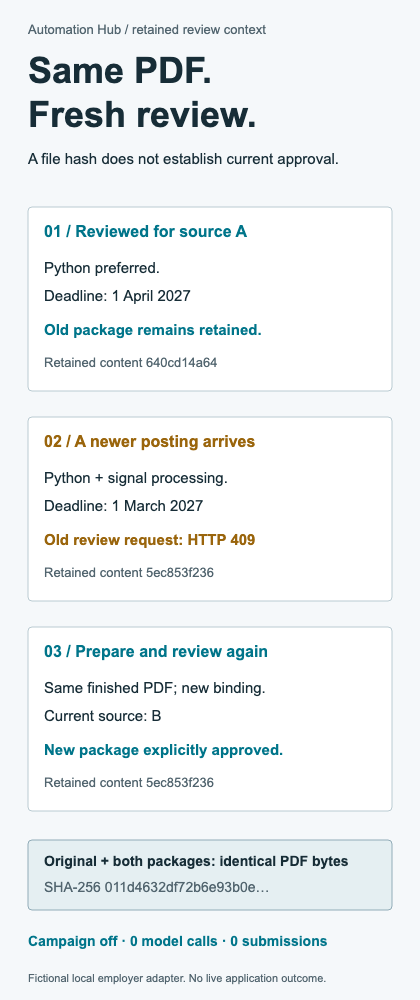 Automation Hub / retained review context
Same PDF.
Fresh review.
A file hash does not establish current approval.
01 / Reviewed for source A
Python preferred.
Deadline: 1 April 2027
Old package remains retained.
Retained content 640cd14a64
02 / A newer posting arrives
Python + signal processing.
Deadline: 1 March 2027
Old review request: HTTP 409
Retained content 5ec853f236
03 / Prepare and review again
Same finished PDF; new binding.
Current source: B
New package explicitly approved.
Retained content 5ec853f236
Original + both packages: identical PDF bytes
SHA-256 011d4632df72b6e93b0e…
Campaign off · 0 model calls · 0 submissions
Fictional local employer adapter. No live application outcome.